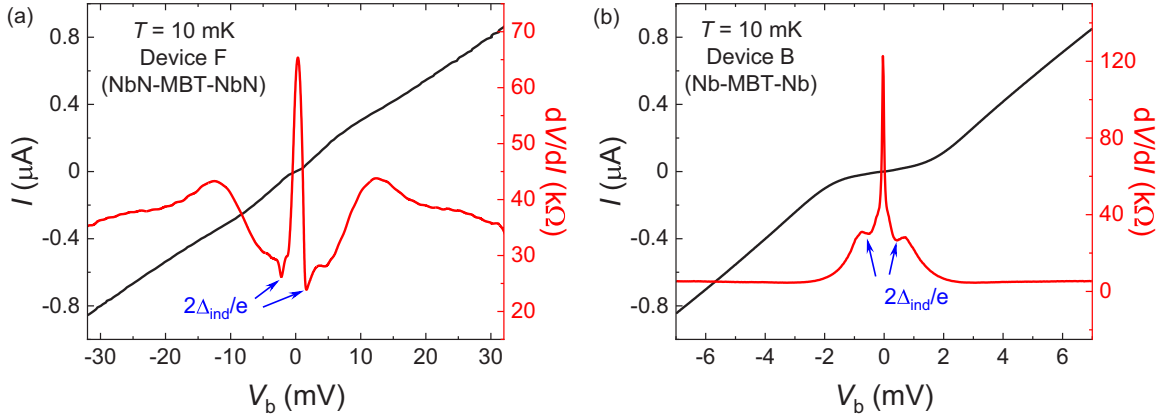 (a)
T = 10 mK
Device F
(NbN-MBT-NbN)
2Δind/e
I (μA)
0.8
0.4
0
-0.4
-0.8
-30
-20
-10
0
10
20
30
Vb (mV)
70
60
50
40
30
20
dV/dI (kΩ)
(b)
T = 10 mK
Device B
(Nb-MBT-Nb)
2Δind/e
I (μA)
0.8
0.4
0
-0.4
-0.8
-6
-4
-2
0
2
4
6
Vb (mV)
120
80
40
0
dV/dI (kΩ)